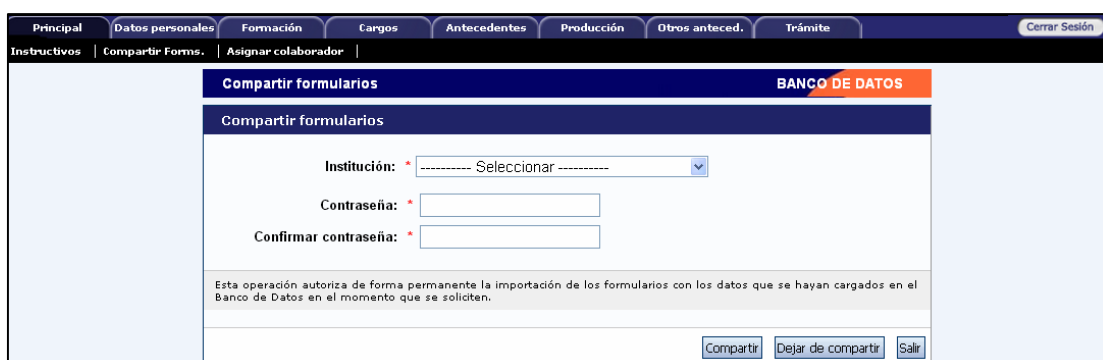 Principal Datos personales Formación Cargos Antecedentes Producción Otros anteced. Trámite Cerrar Sesión
Instructivos | Compartir Forms. | Asignar colaborador |
Compartir formularios BANCO DE DATOS
Compartir formularios
Institución: * ---------- Seleccionar ----------
Contraseña: *
Confirmar contraseña: *
Esta operación autoriza de forma permanente la importación de los formularios con los datos que se hayan cargados en el
Banco de Datos en el momento que se soliciten.
Compartir Dejar de compartir Salir